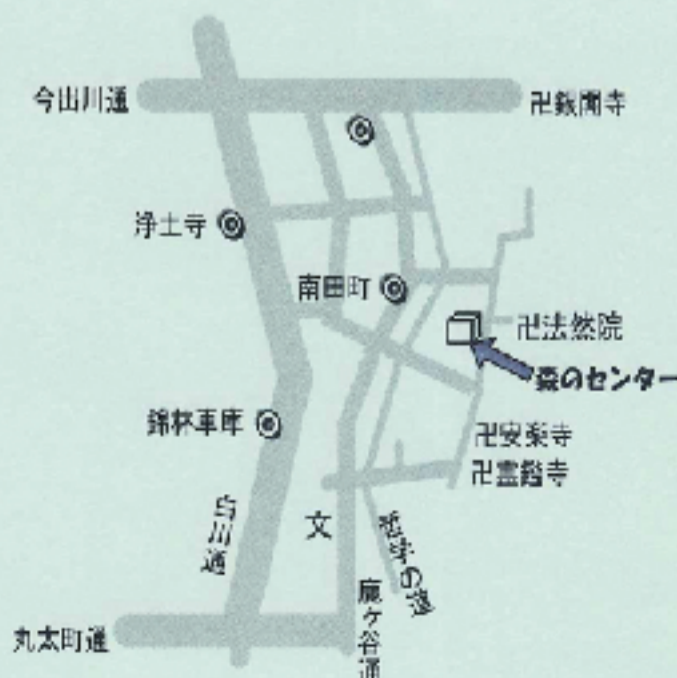 今出川通
卍銀閣寺
浄土寺
南田町
卍法然院
森のセンター
錦林車庫
卍安楽寺
卍霊鑑寺
白川通
文
哲学の道
鹿ヶ谷通
丸太町通